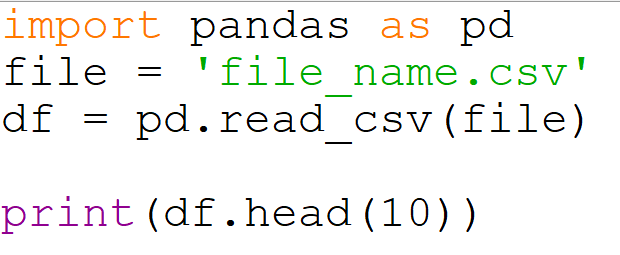 import pandas as pd
file = 'file_name.csv'
df = pd.read_csv(file)
print(df.head(10))